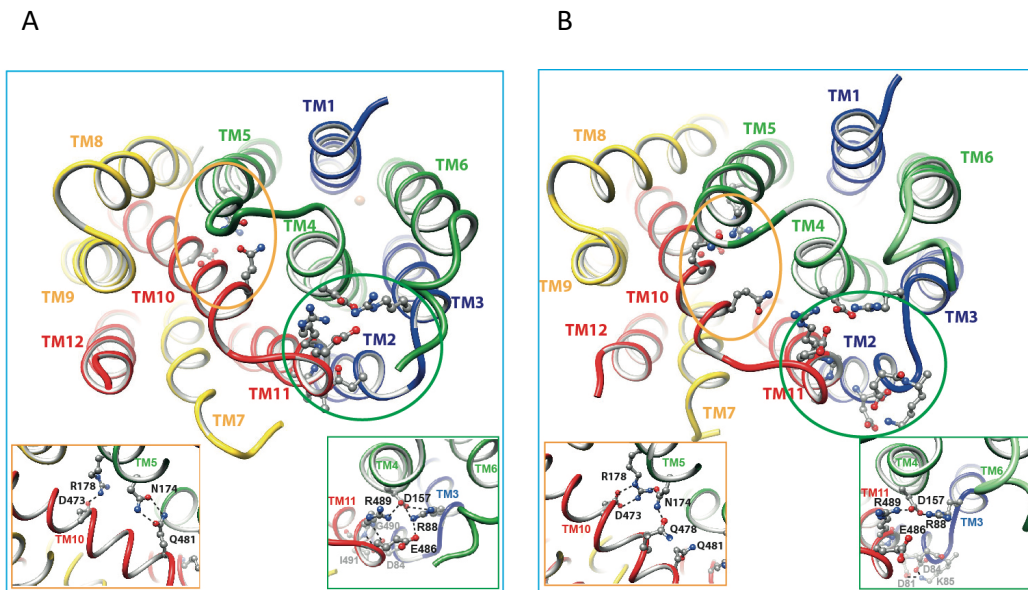 A
TM1
TM5
TM8
TM6
TM4
TM9
TM10
TM3
TM2
TM12
TM11
TM7
TM5
R178
N174
D473
TM10
Q481
TM4
TM6
TM11
R489
D157
TM3
G490
R88
E486
I491
D84
B
TM1
TM5
TM8
TM6
TM4
TM9
TM10
TM3
TM2
TM12
TM11
TM7
TM5
R178
N174
D473
TM10
Q478
Q481
TM6
TM4
TM11
D157
R489
R88
TM3
E486
D84
D81
K85